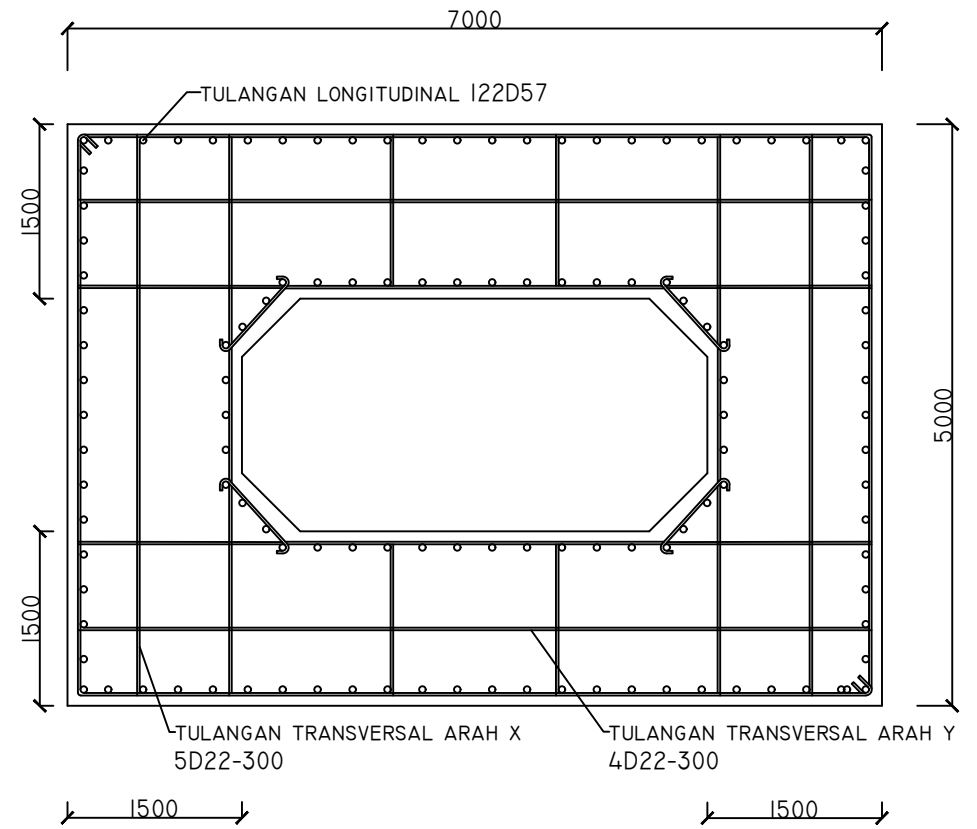 7000
TULANGAN LONGITUDINAL 122D57
1500
5000
1500
TULANGAN TRANSVERSAL ARAH X
5D22-300
TULANGAN TRANSVERSAL ARAH Y
4D22-300
1500
1500